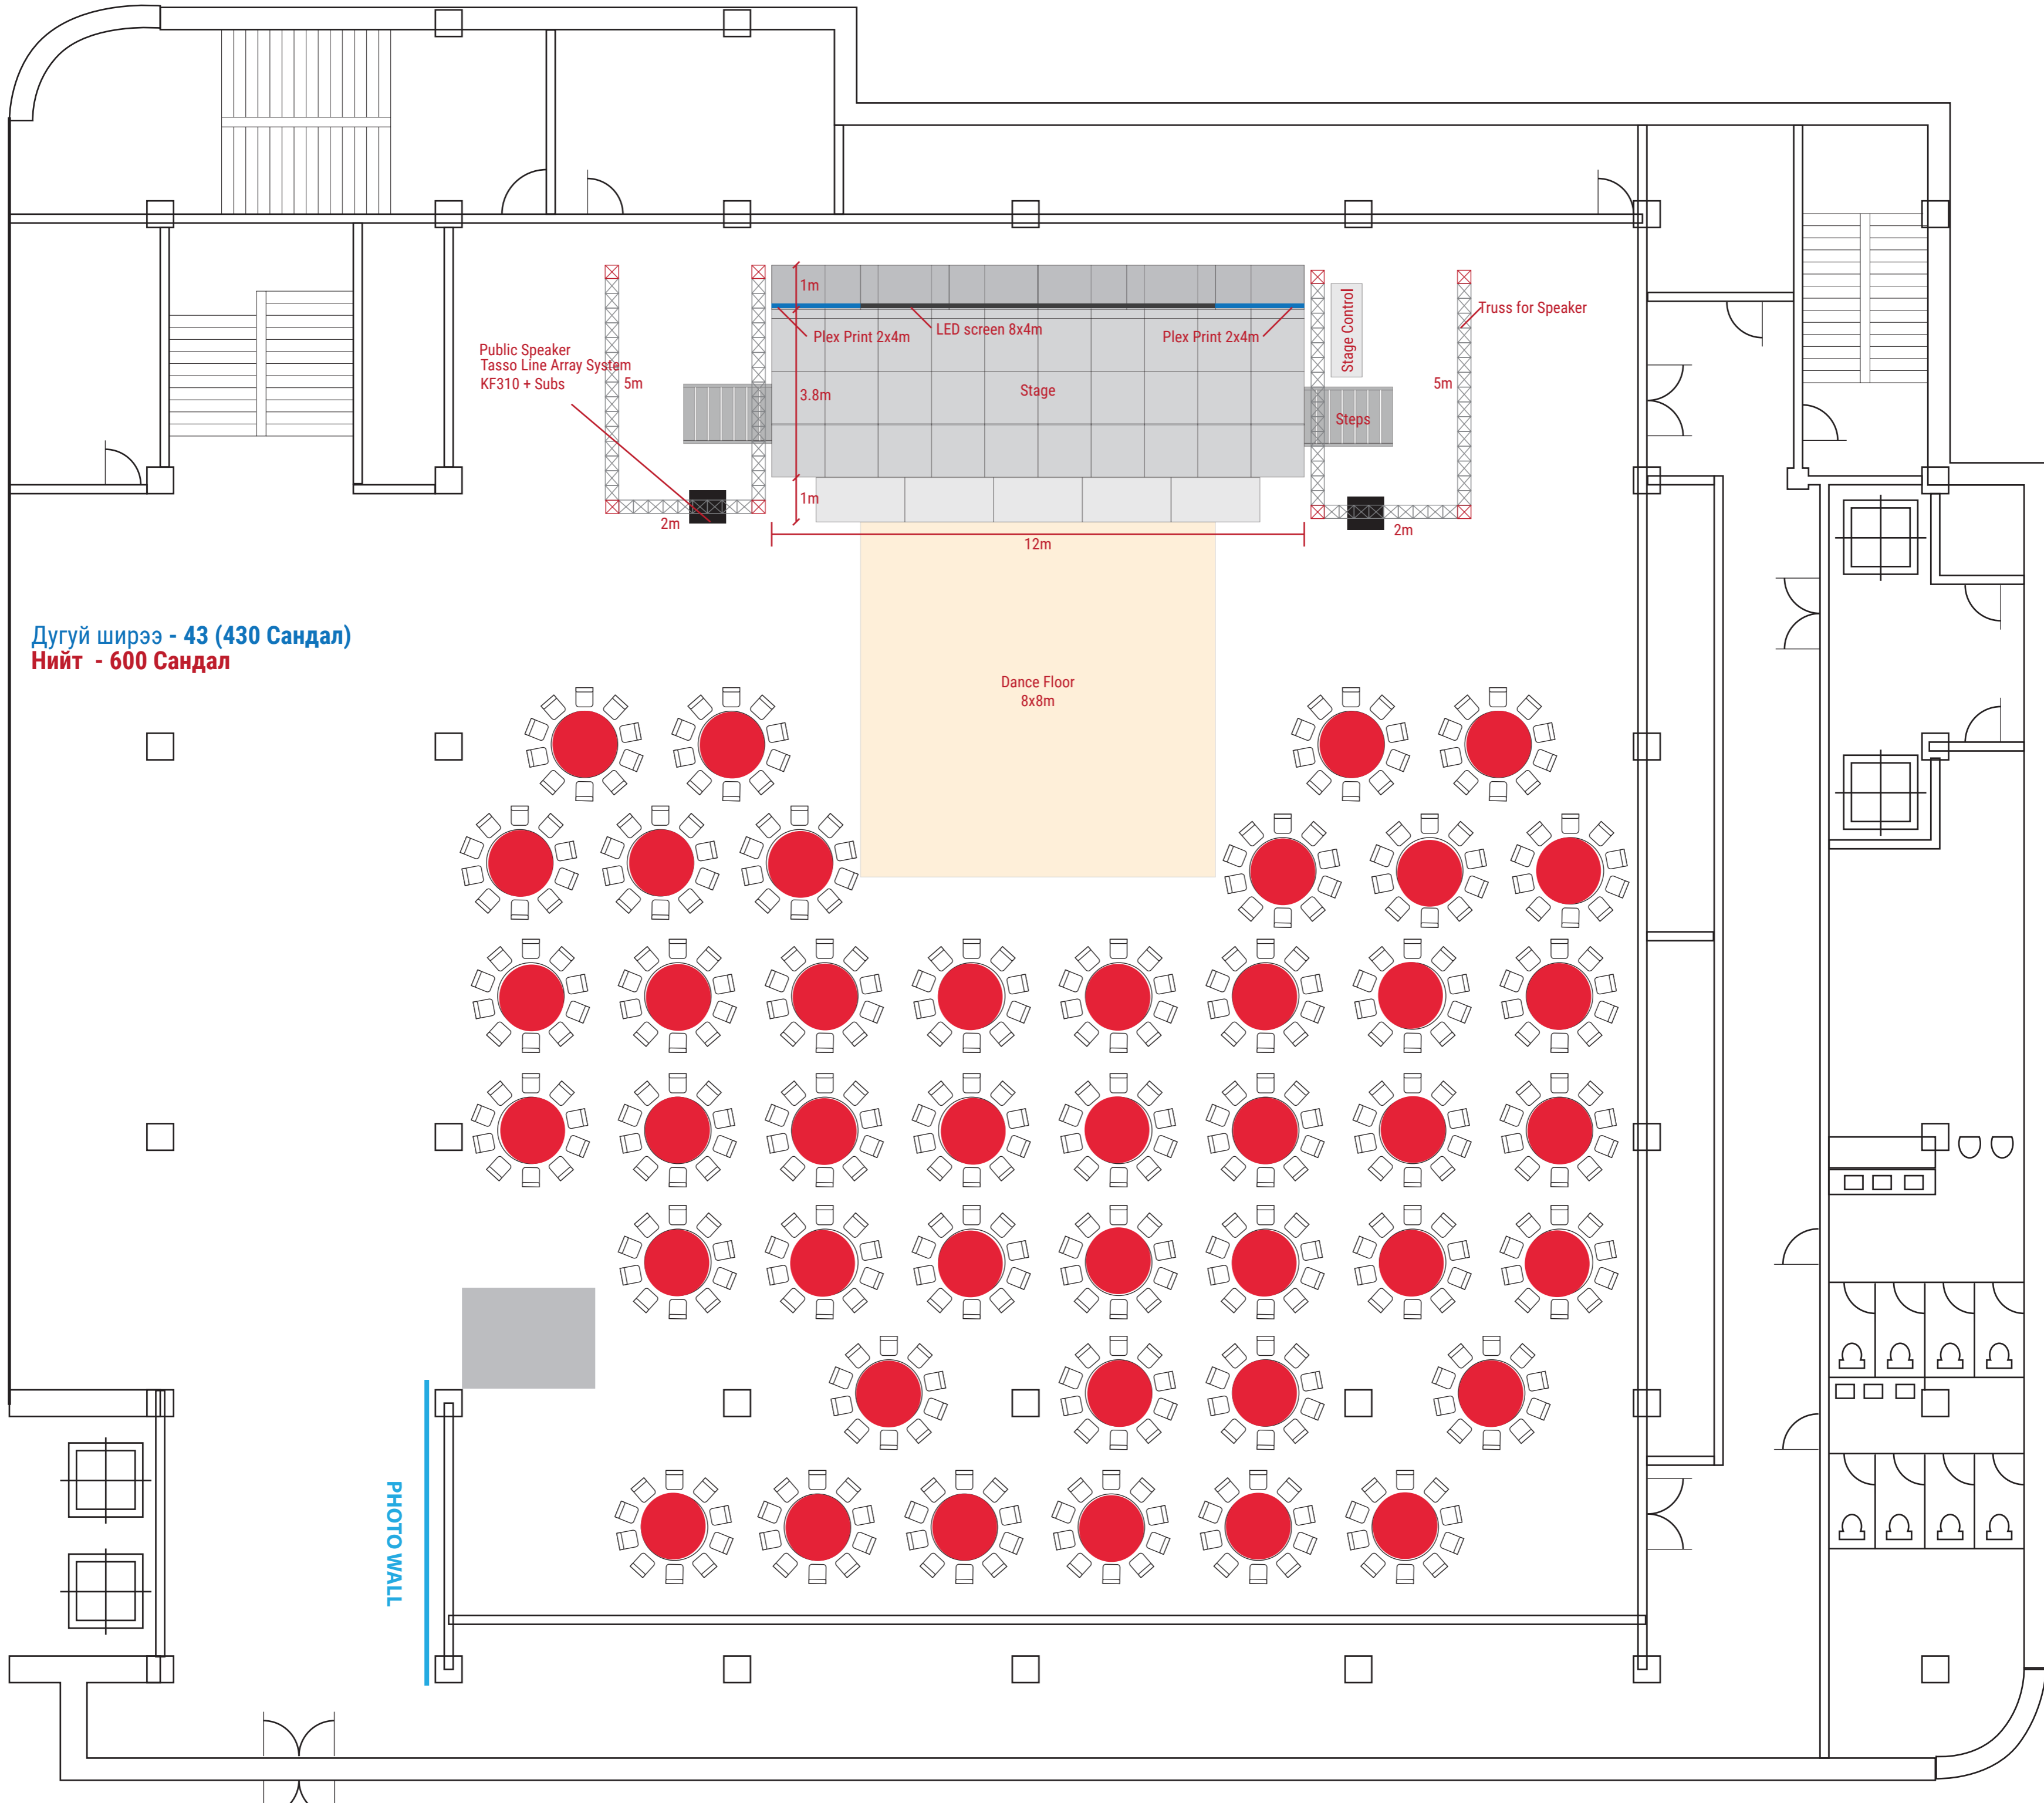 1m
Plex Print 2x4m
LED screen 8x4m
Plex Print 2x4m
Stage Control
Truss for Speaker
Public Speaker
Tasso Line Array System
KF310 + Subs
5m
3.8m
Stage
Steps
5m
1m
2m
12m
2m
Дугуй ширээ - 43 (430 Сандал)
Нийт - 600 Сандал
Dance Floor
8x8m
PHOTO WALL